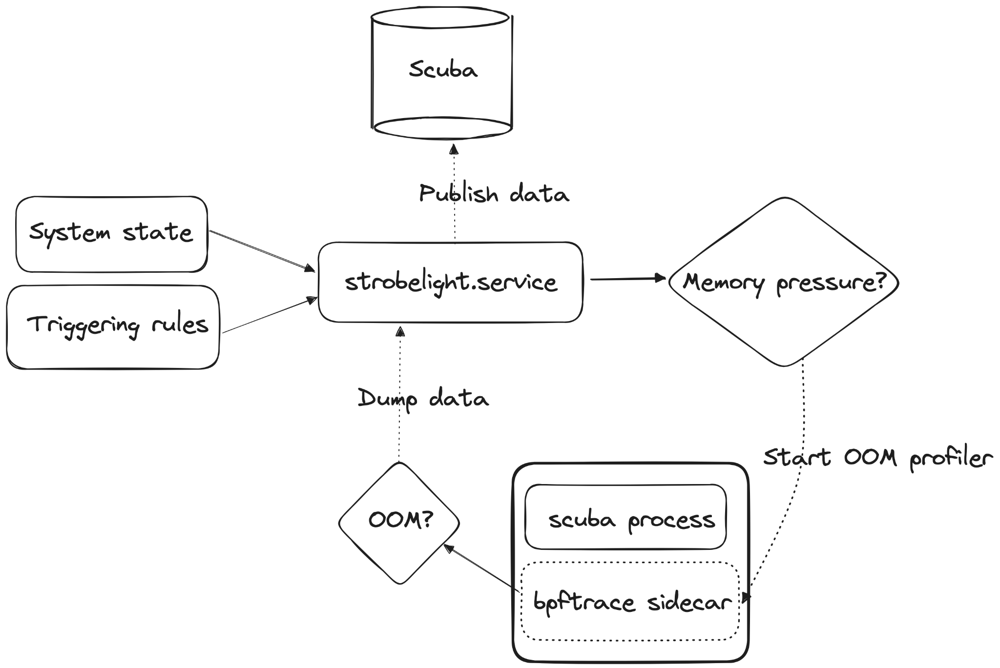 Scuba
Publish data
System state
strobelight.service
Memory pressure?
Triggering rules
Dump data
Start OOM profiler
OOM?
scuba process
bpftrace sidecar